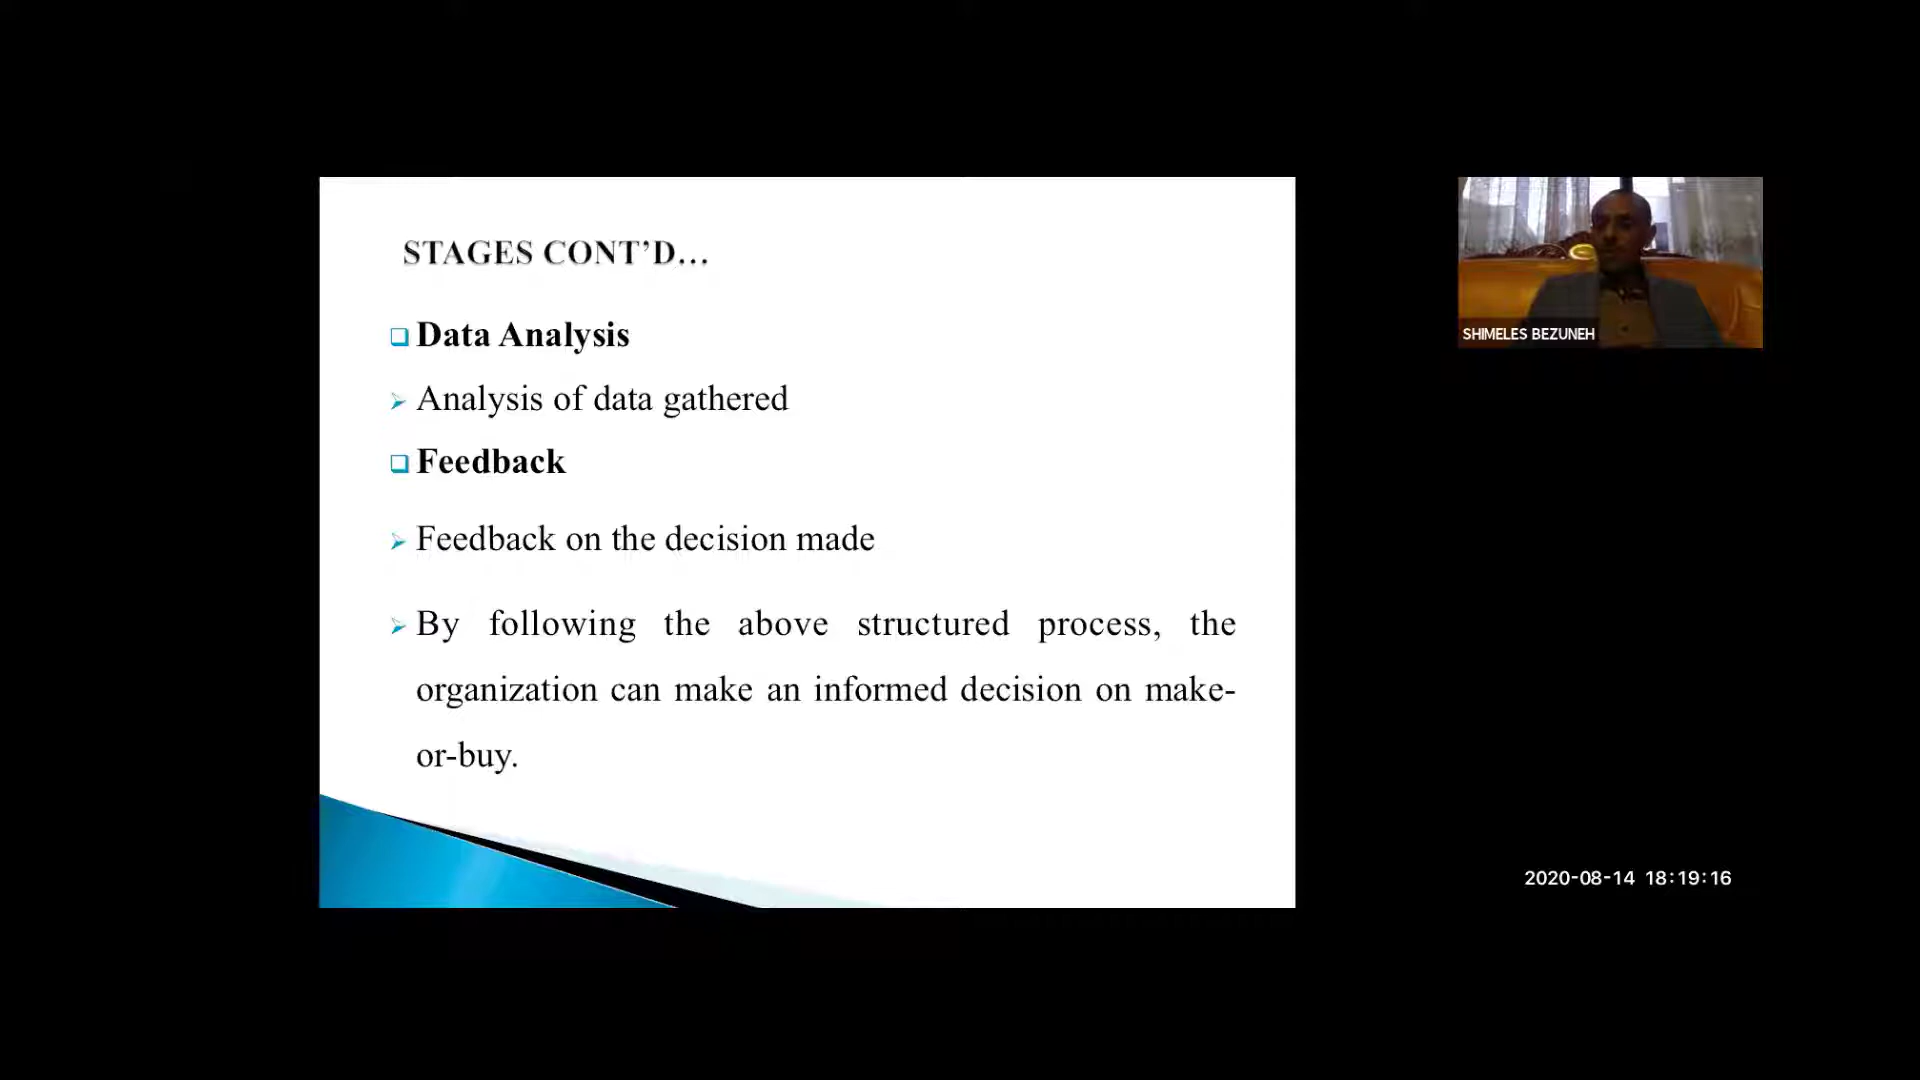 STAGES CONT’D…
Data Analysis
Analysis of data gathered
Feedback
Feedback on the decision made
By following the above structured process, the
organization can make an informed decision on make-
or-buy.
SHIMELES BEZUNEH
2020-08-14 18:19:16